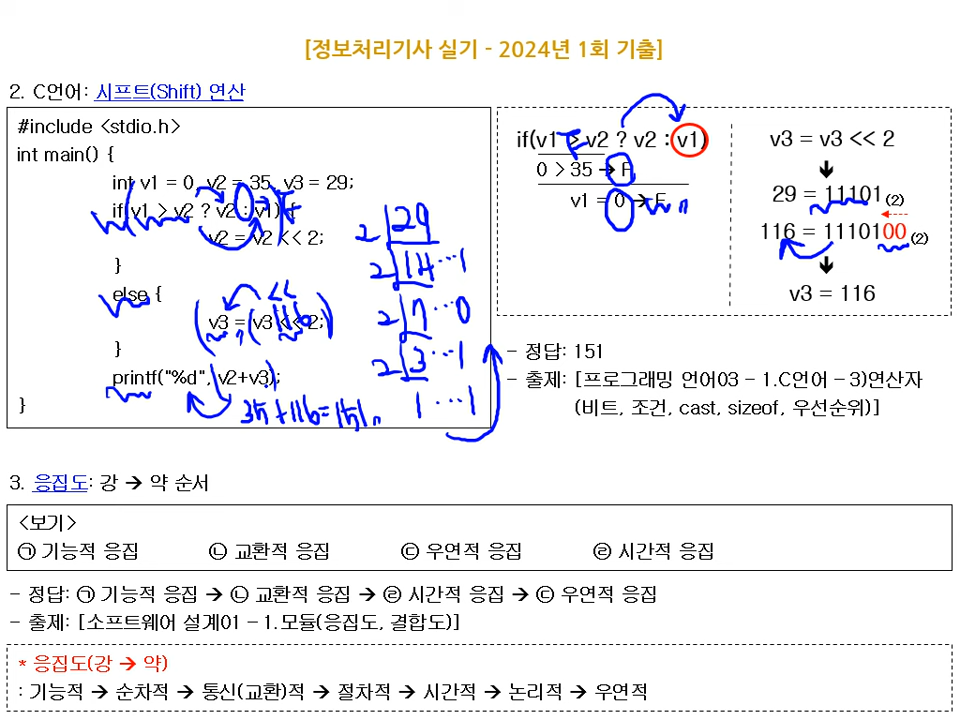 [정보처리기사 실기 - 2024년 1회 기출]
2. C언어: 시프트(Shift) 연산
#include <stdio.h>
int main() {
int v1 = 0, v2 = 35, v3 = 29;
if(v1 > v2 ? v2 : v1) {
v2 = v2 << 2;
}
else {
v3 = v3 << 2;
}
printf("%d", v2+v3);
}
0 → F
<<
116
35+116=151
2 29
2 14 ... 1
2 7 ... 0
2 3 ... 1
1 ... 1
if(v1 > v2 ? v2 : v1)
F
0 > 35 → F
v1 = 0 → F
v3 = v3 << 2
🡻
29 = 11101(2)
116 = 1110100(2)
🡻
v3 = 116
- 정답: 151
- 출제: [프로그래밍 언어03 - 1.C언어 - 3)연산자
(비트, 조건, cast, sizeof, 우선순위)]
3. 응집도: 강 → 약 순서
<보기>
㉠ 기능적 응집 ㉡ 교환적 응집 ㉢ 우연적 응집 ㉣ 시간적 응집
- 정답: ㉠ 기능적 응집 → ㉡ 교환적 응집 → ㉣ 시간적 응집 → ㉢ 우연적 응집
- 출제: [소프트웨어 설계01 - 1.모듈(응집도, 결합도)]
* 응집도(강 → 약)
: 기능적 → 순차적 → 통신(교환)적 → 절차적 → 시간적 → 논리적 → 우연적